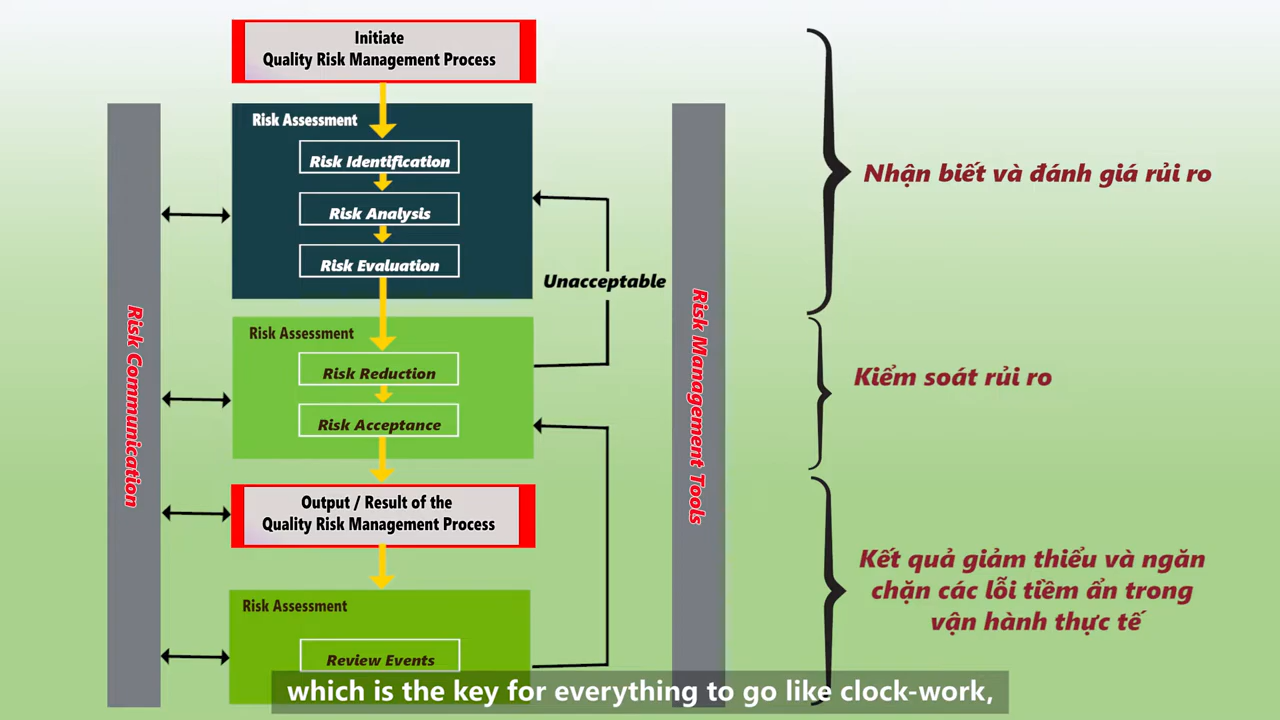 Initiate
Quality Risk Management Process
Risk Assessment
Risk Identification
Risk Analysis
Risk Evaluation
Unacceptable
Risk Assessment
Risk Reduction
Risk Acceptance
Output / Result of the
Quality Risk Management Process
Risk Assessment
Review Events
Risk Communication
Risk Management Tools
Nhận biết và đánh giá rủi ro
Kiểm soát rủi ro
Kết quả giảm thiểu và ngăn
chặn các lỗi tiềm ẩn trong
vận hành thực tế
which is the key for everything to go like clock-work,